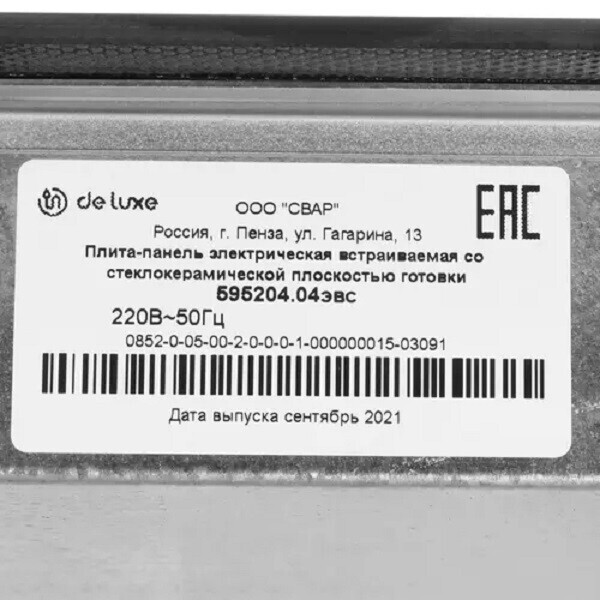 de luxe
ООО "СВАР"
EAC
Россия, г. Пенза, ул. Гагарина, 13
Плита-панель электрическая встраиваемая со
стеклокерамической плоскостью готовки
595204.04эвс
220В~50Гц
0852-0-05-00-2-0-0-0-1-000000015-03091
Дата выпуска сентябрь 2021